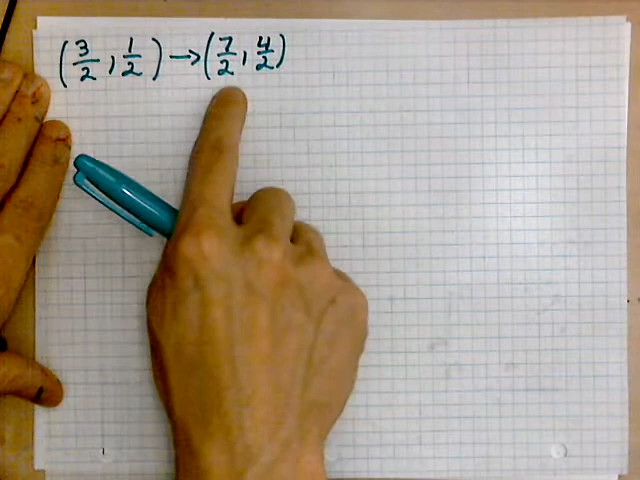 (3/2, 1/2) → (7/2, 4/2)